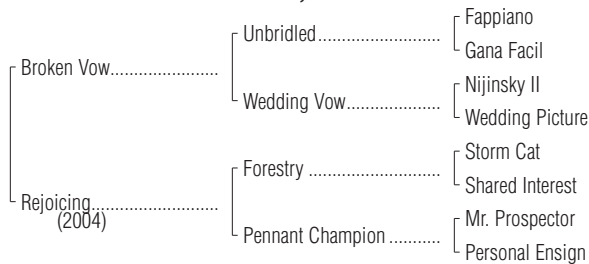 Fappiano
Unbridled........................
Gana Facil
Broken Vow.....................
Nijinsky II
Wedding Vow..................
Wedding Picture
Storm Cat
Forestry .........................
Shared Interest
Rejoicing.........................
(2004)
Mr. Prospector
Pennant Champion ..........
Personal Ensign